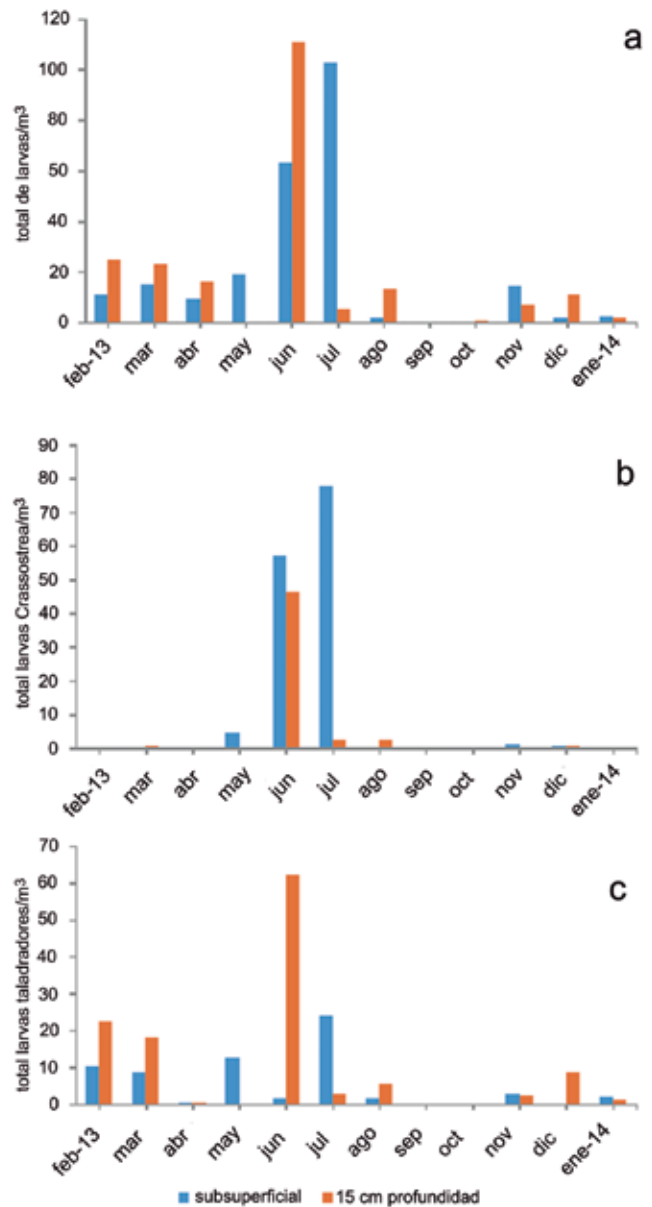 a
total de larvas/m³
120
100
120
80
60
40
20
0
feb-13 mar abr may jun jul ago sep oct nov dic ene-14
b
total larvas Crassostrea/m³
90
80
70
60
50
40
30
20
10
0
feb-13 mar abr may jun jul ago sep oct nov dic ene-14
c
total larvas taladradores/m³
70
60
50
40
30
20
10
0
feb-13 mar abr may jun jul ago sep oct nov dic ene-14
subsuperficial 15 cm profundidad